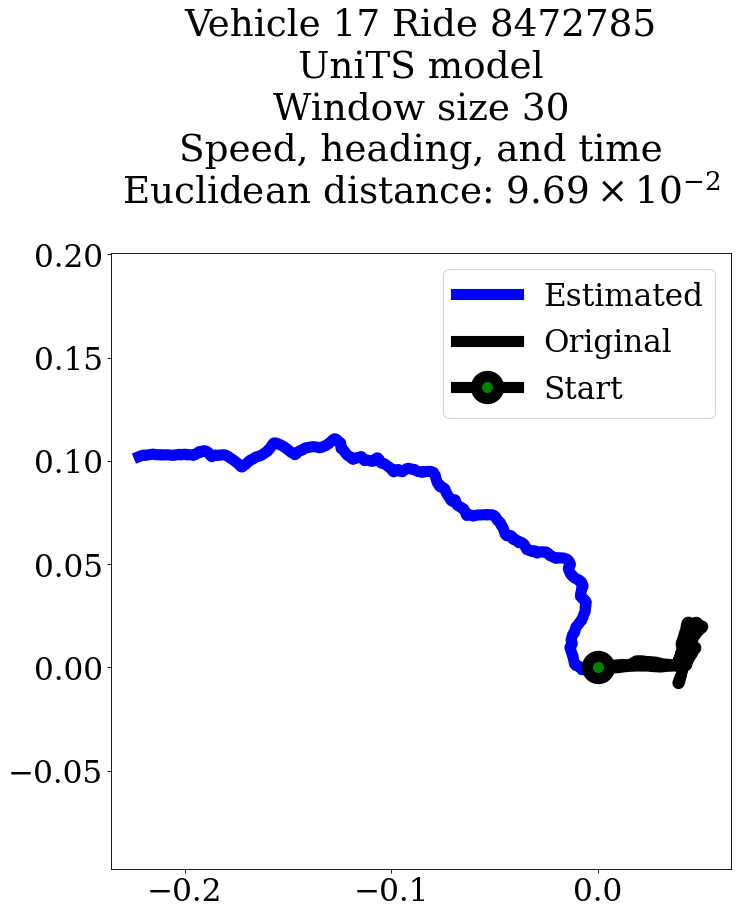 Vehicle 17 Ride 8472785
UniTS model
Window size 30
Speed, heading, and time
Euclidean distance: 9.69 × 10⁻²
0.20
Estimated
0.15
Original
Start
0.10
0.05
0.00
−0.05
−0.2
−0.1
0.0